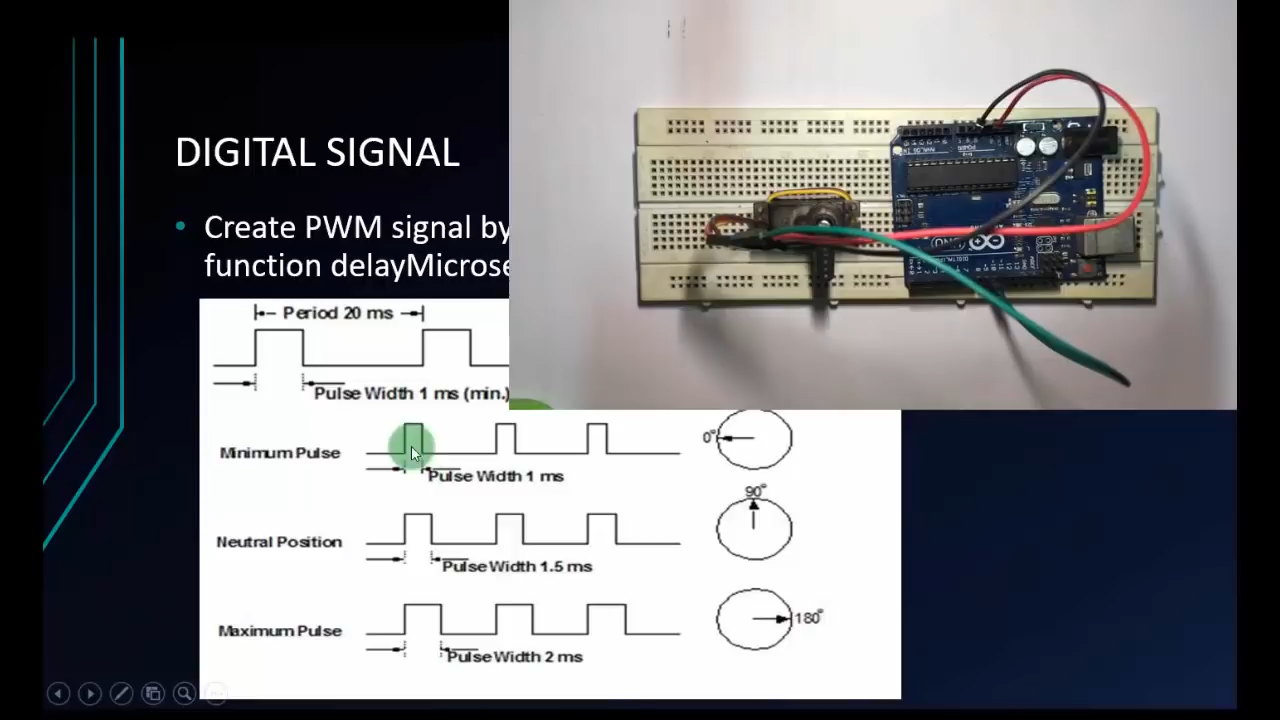 DIGITAL SIGNAL
• Create PWM signal by
function delayMicrose
Period 20 ms
Pulse Width 1 ms (min.)
Minimum Pulse
0°
Pulse Width 1 ms
90°
Neutral Position
Pulse Width 1.5 ms
Maximum Pulse
180°
Pulse Width 2 ms